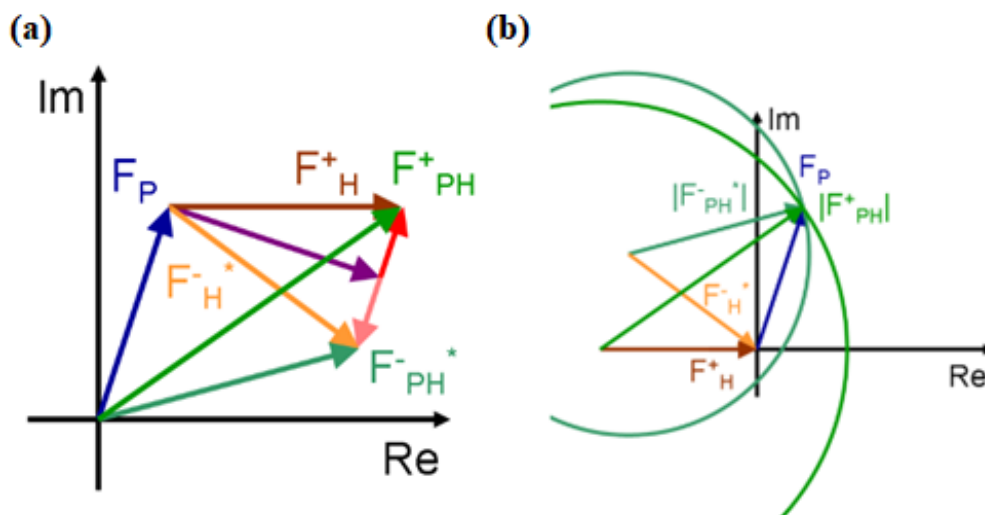 (a)
Im
F_P
F^+_H
F^+_PH
F^-_H^*
F^-_PH^*
Re
(b)
Im
F_P
|F^-_PH^*|
|F^+_PH|
F^-_H^*
F^+_H
Re